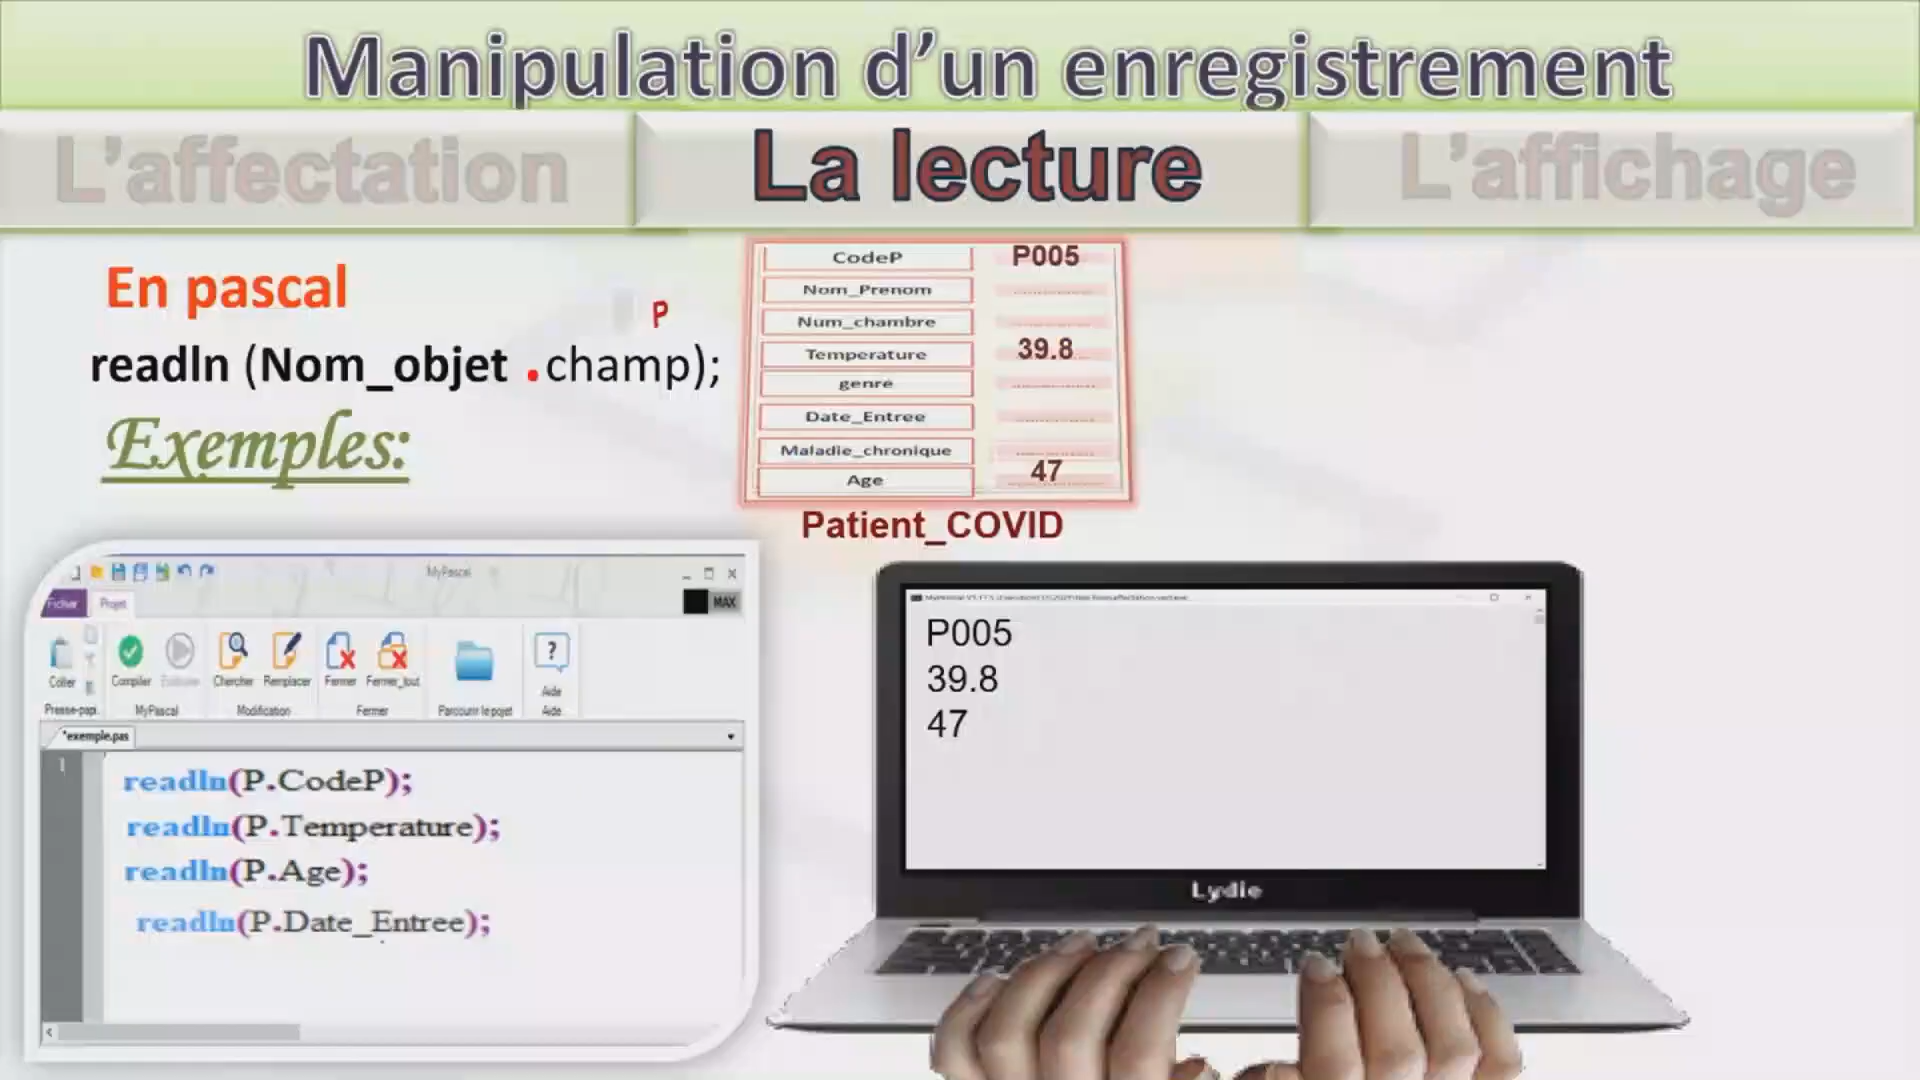 Manipulation d'un enregistrement
L'affectation
La lecture
L'affichage
En pascal
P
readln (Nom_objet .champ);
Exemples:
CodeP P005
Nom_Prenom
Num_chambre
Temperature 39.8
genre
Date_Entree
Maladie_chronique
Age 47
Patient_COVID
MyPascal
Fichier Projet
MAX
Coller Compiler Chercher Remplacer Fermer Fermer_tout Aide
Presse-papi. MyPascal Modification Fermer Parcourir le pojet Aide
*exemple.pas
1
readln(P.CodeP);
readln(P.Temperature);
readln(P.Age);
readln(P.Date_Entree);
P005
39.8
47
Lydie